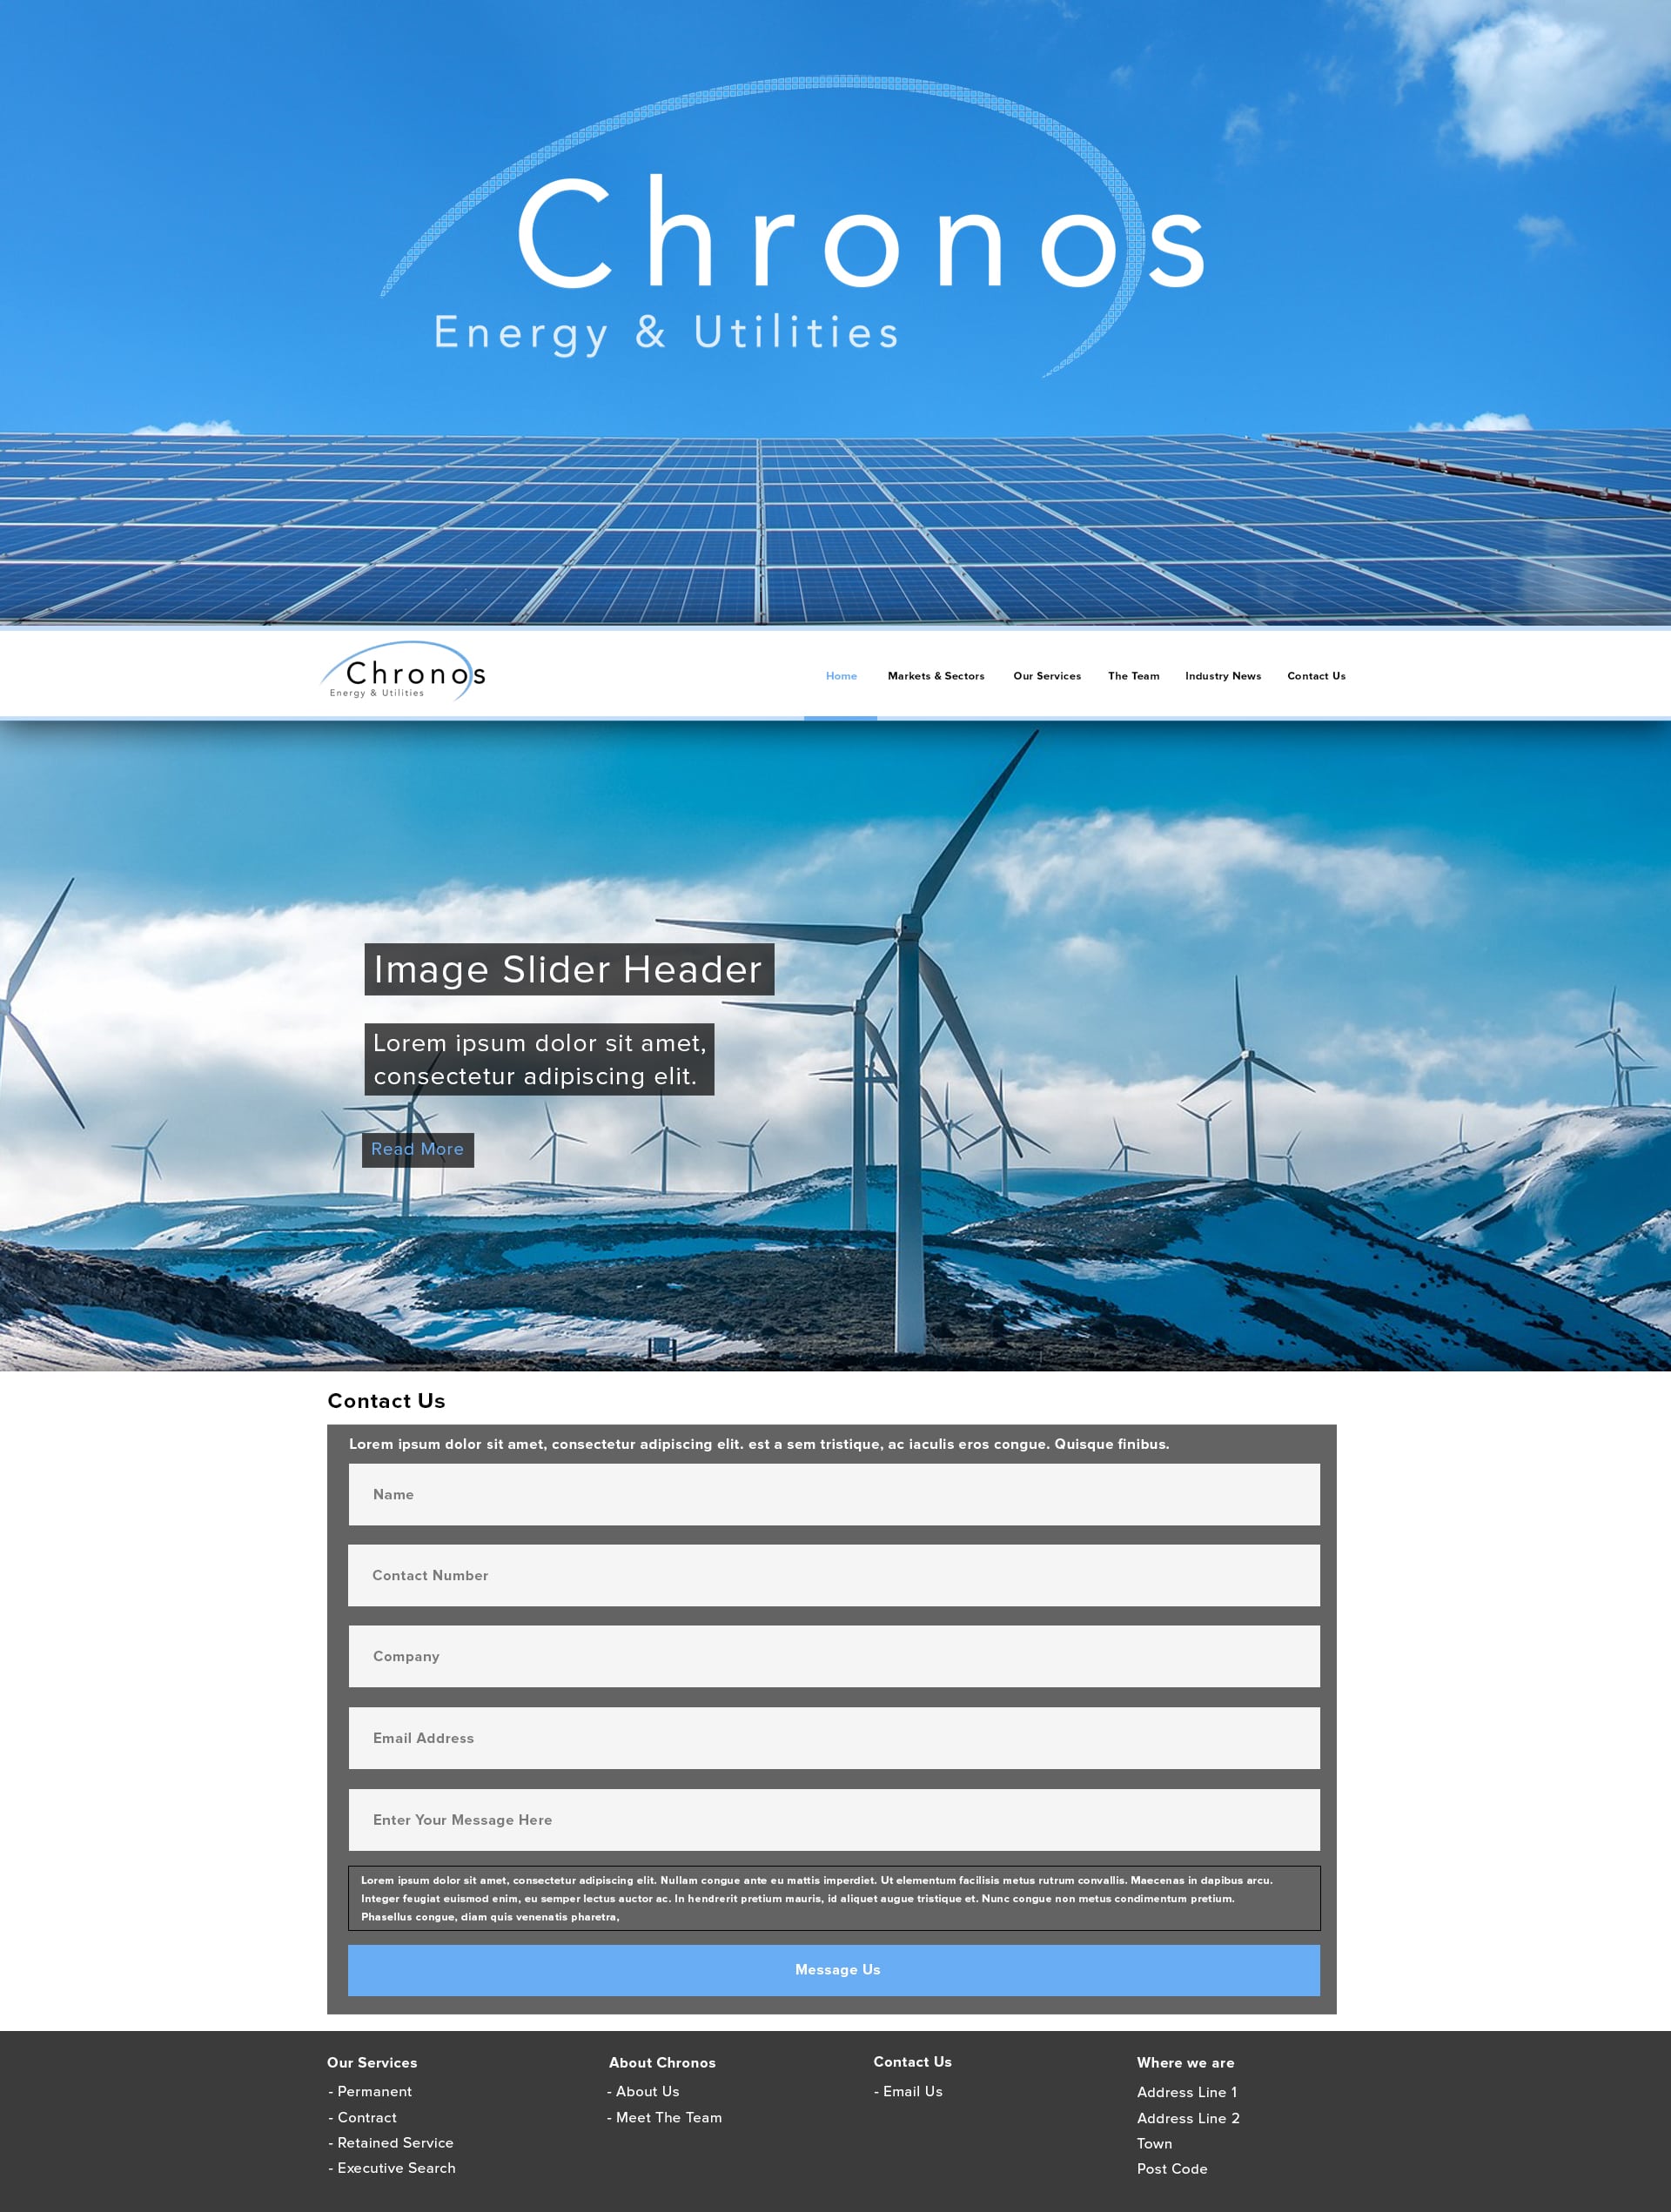 Chronos
Energy & Utilities
Chronos
Energy & Utilities
Home Markets & Sectors Our Services The Team Industry News Contact Us
Image Slider Header
Lorem ipsum dolor sit amet,
consectetur adipiscing elit.
Read More
Contact Us
Lorem ipsum dolor sit amet, consectetur adipiscing elit. est a sem tristique, ac iaculis eros congue. Quisque finibus.
Name
Contact Number
Company
Email Address
Enter Your Message Here
Lorem ipsum dolor sit amet, consectetur adipiscing elit. Nullam congue ante eu mattis imperdiet. Ut elementum facilisis metus rutrum convallis. Maecenas in dapibus arcu.
Integer feugiat euismod enim, eu semper lectus auctor ac. In hendrerit pretium mauris, id aliquet augue tristique et. Nunc congue non metus condimentum pretium.
Phasellus congue, diam quis venenatis pharetra,
Message Us
Our Services
- Permanent
- Contract
- Retained Service
- Executive Search
About Chronos
- About Us
- Meet The Team
Contact Us
- Email Us
Where we are
Address Line 1
Address Line 2
Town
Post Code